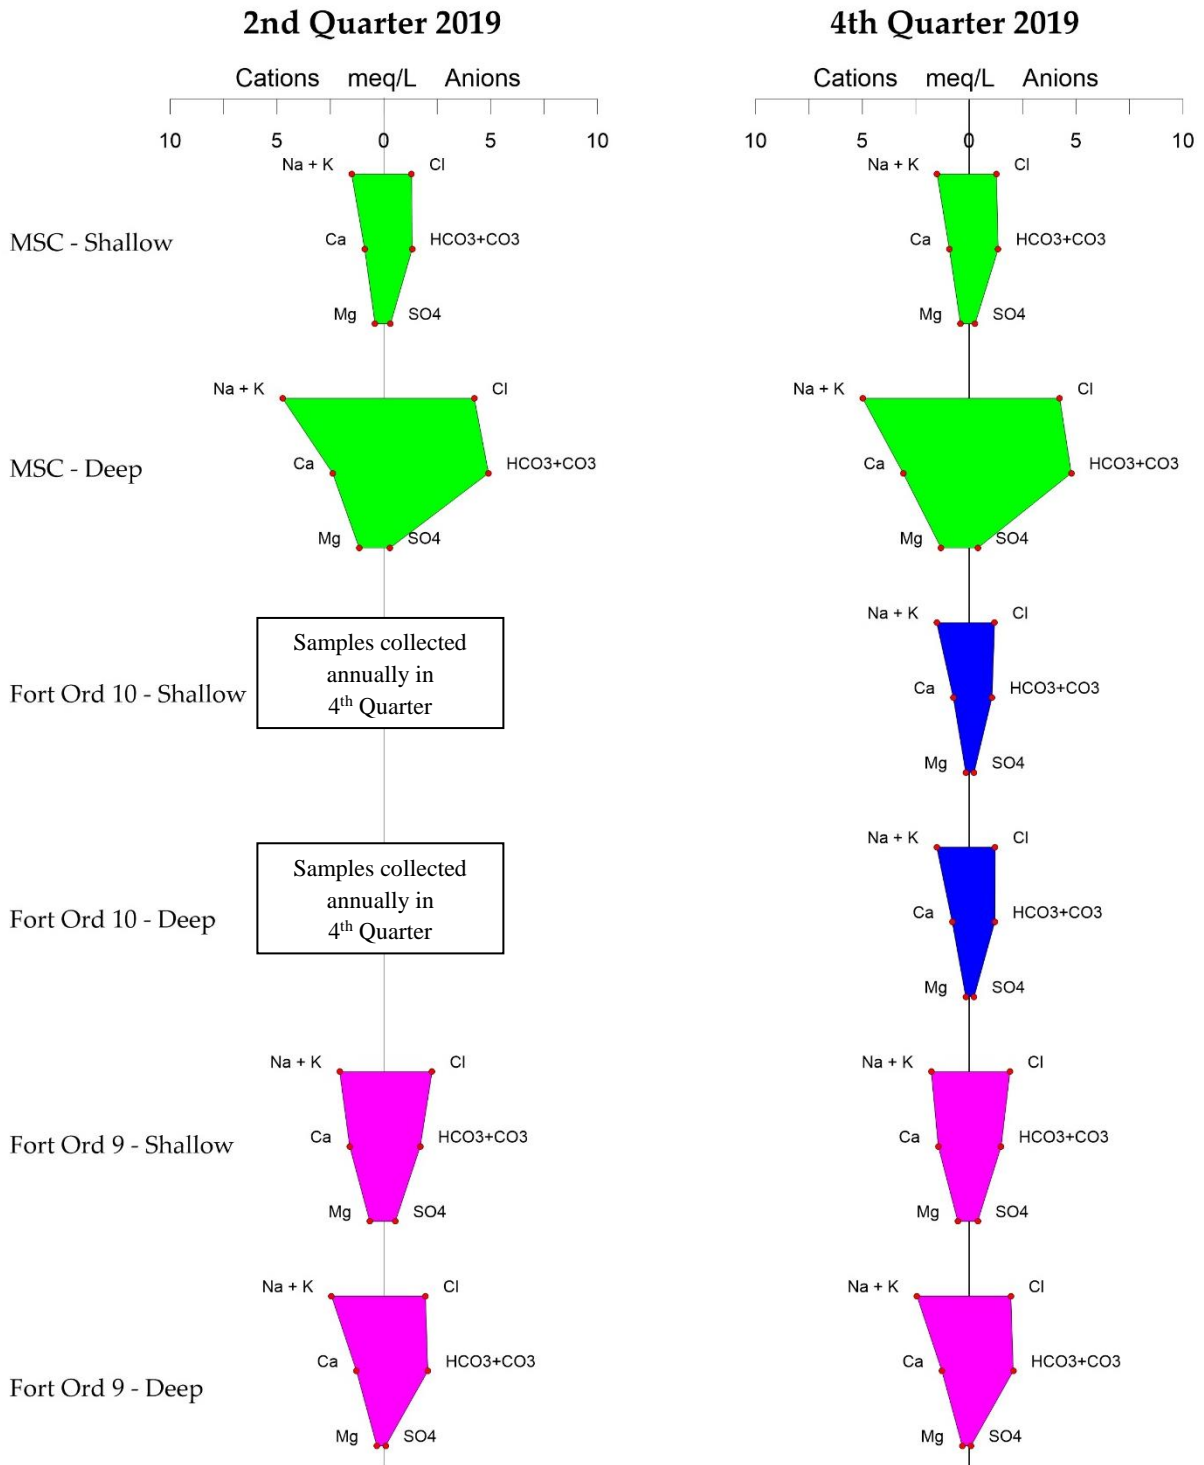 2nd Quarter 2019 4th Quarter 2019
Cations meq/L Anions Cations meq/L Anions
10 5 0 5 10 10 5 0 5 10
Na + K Cl Na + K Cl
MSC - Shallow Ca HCO3+CO3 Ca HCO3+CO3
Mg SO4 Mg SO4
Na + K Cl Na + K Cl
MSC - Deep Ca HCO3+CO3 Ca HCO3+CO3
Mg SO4 Mg SO4
Na + K Cl
Fort Ord 10 - Shallow
Samples collected
annually in
4th Quarter
Ca HCO3+CO3
Mg SO4
Na + K Cl
Fort Ord 10 - Deep
Samples collected
annually in
4th Quarter
Ca HCO3+CO3
Mg SO4
Na + K Cl Na + K Cl
Fort Ord 9 - Shallow Ca HCO3+CO3 Ca HCO3+CO3
Mg SO4 Mg SO4
Na + K Cl Na + K Cl
Fort Ord 9 - Deep Ca HCO3+CO3 Ca HCO3+CO3
Mg SO4 Mg SO4